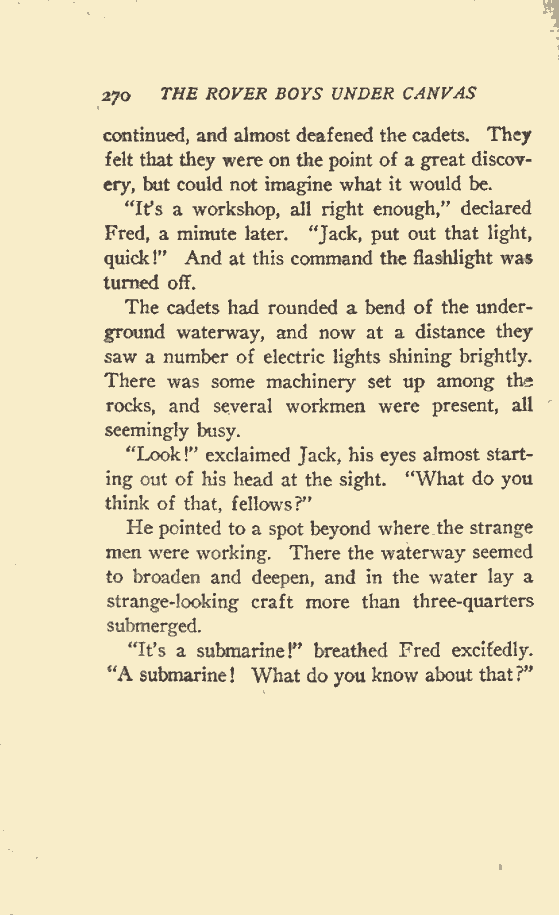 270 THE ROVER BOYS UNDER CANVAS
continued, and almost deafened the cadets. They
felt that they were on the point of a great discov-
ery, but could not imagine what it would be.
"It's a workshop, all right enough," declared
Fred, a minute later. "Jack, put out that light,
quick!" And at this command the flashlight was
turned off.
The cadets had rounded a bend of the under-
ground waterway, and now at a distance they
saw a number of electric lights shining brightly.
There was some machinery set up among the
rocks, and several workmen were present, all
seemingly busy.
"Look!" exclaimed Jack, his eyes almost start-
ing out of his head at the sight. "What do you
think of that, fellows?"
He pointed to a spot beyond where the strange
men were working. There the waterway seemed
to broaden and deepen, and in the water lay a
strange-looking craft more than three-quarters
submerged.
"It's a submarine!" breathed Fred excitedly.
"A submarine! What do you know about that?"